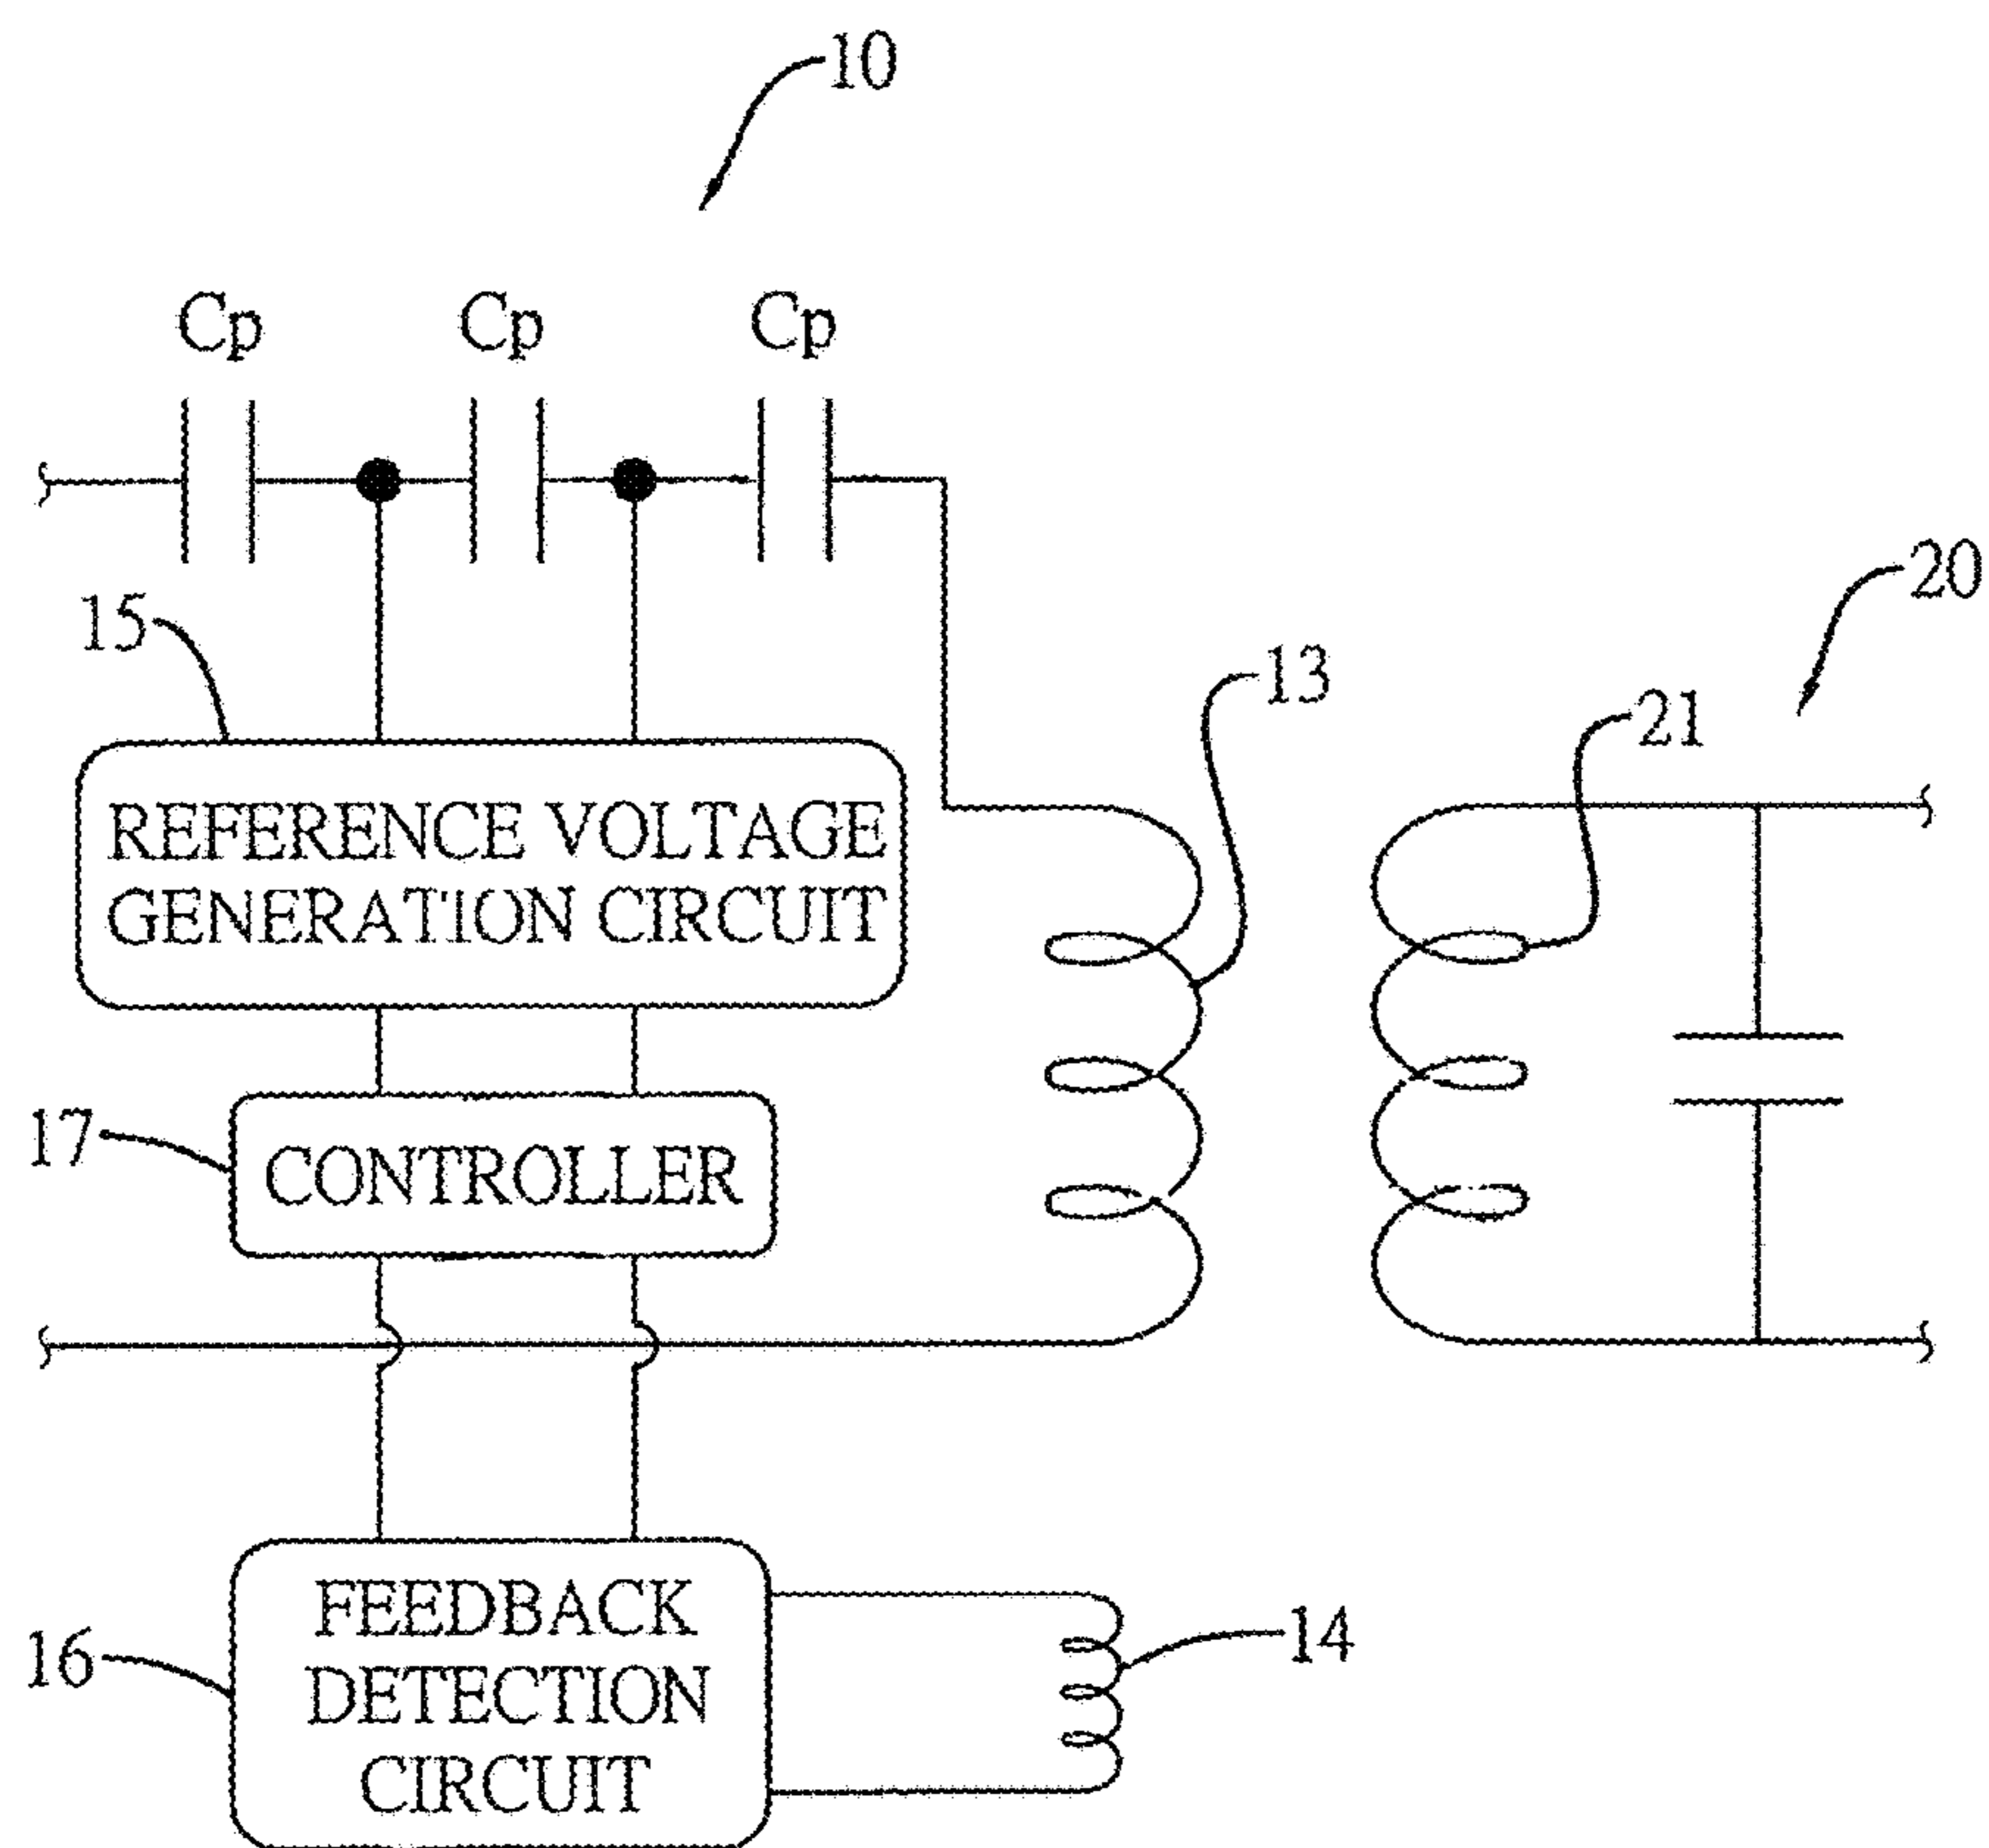 10
Cp Cp Cp
20
15
13
21
REFERENCE VOLTAGE
GENERATION CIRCUIT
17
CONTROLLER
16
FEEDBACK
DETECTION
CIRCUIT
14